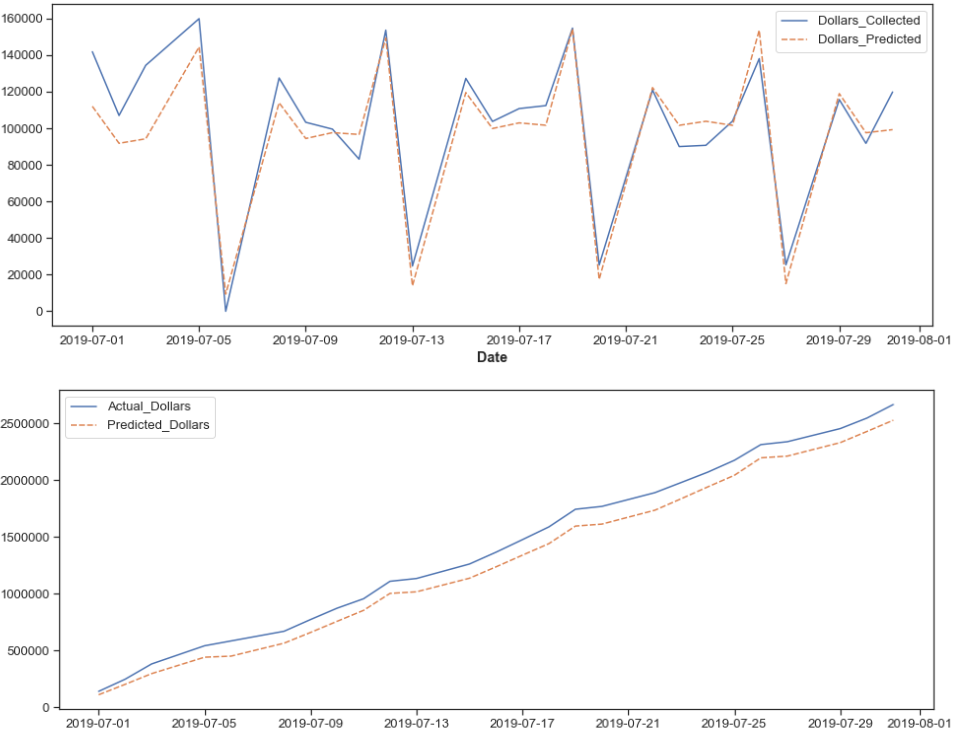 160000
140000
120000
100000
80000
60000
40000
20000
0
Dollars_Collected
Dollars_Predicted
2019-07-01 2019-07-05 2019-07-09 2019-07-13 2019-07-17 2019-07-21 2019-07-25 2019-07-29 2019-08-01
Date
Actual_Dollars
Predicted_Dollars
2500000
2000000
1500000
1000000
500000
0
2019-07-01 2019-07-05 2019-07-09 2019-07-13 2019-07-17 2019-07-21 2019-07-25 2019-07-29 2019-08-01